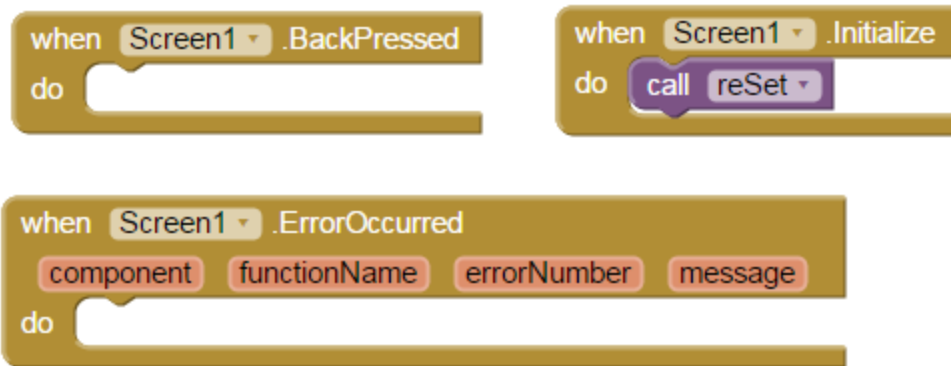 when Screen1 .BackPressed
do
when Screen1 .Initialize
do call reSet
when Screen1 .ErrorOccurred
component functionName errorNumber message
do